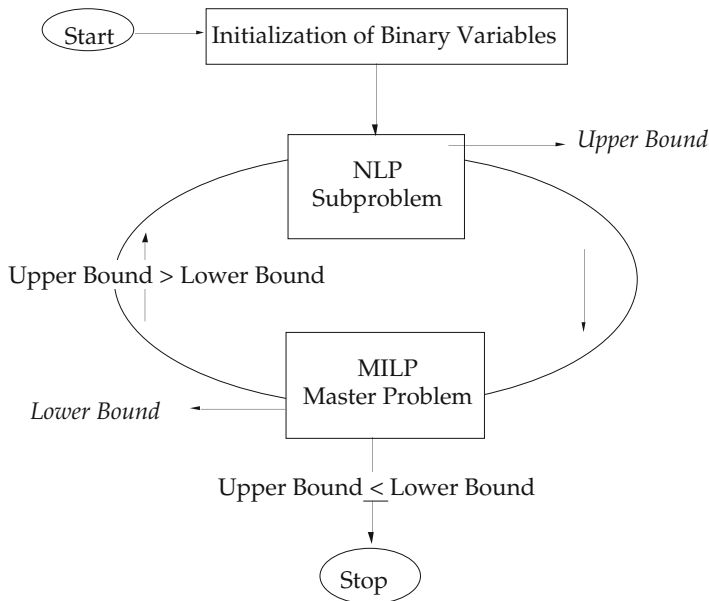 Start
Initialization of Binary Variables
Upper Bound
NLP
Subproblem
Upper Bound > Lower Bound
MILP
Master Problem
Lower Bound
Upper Bound ≤ Lower Bound
Stop